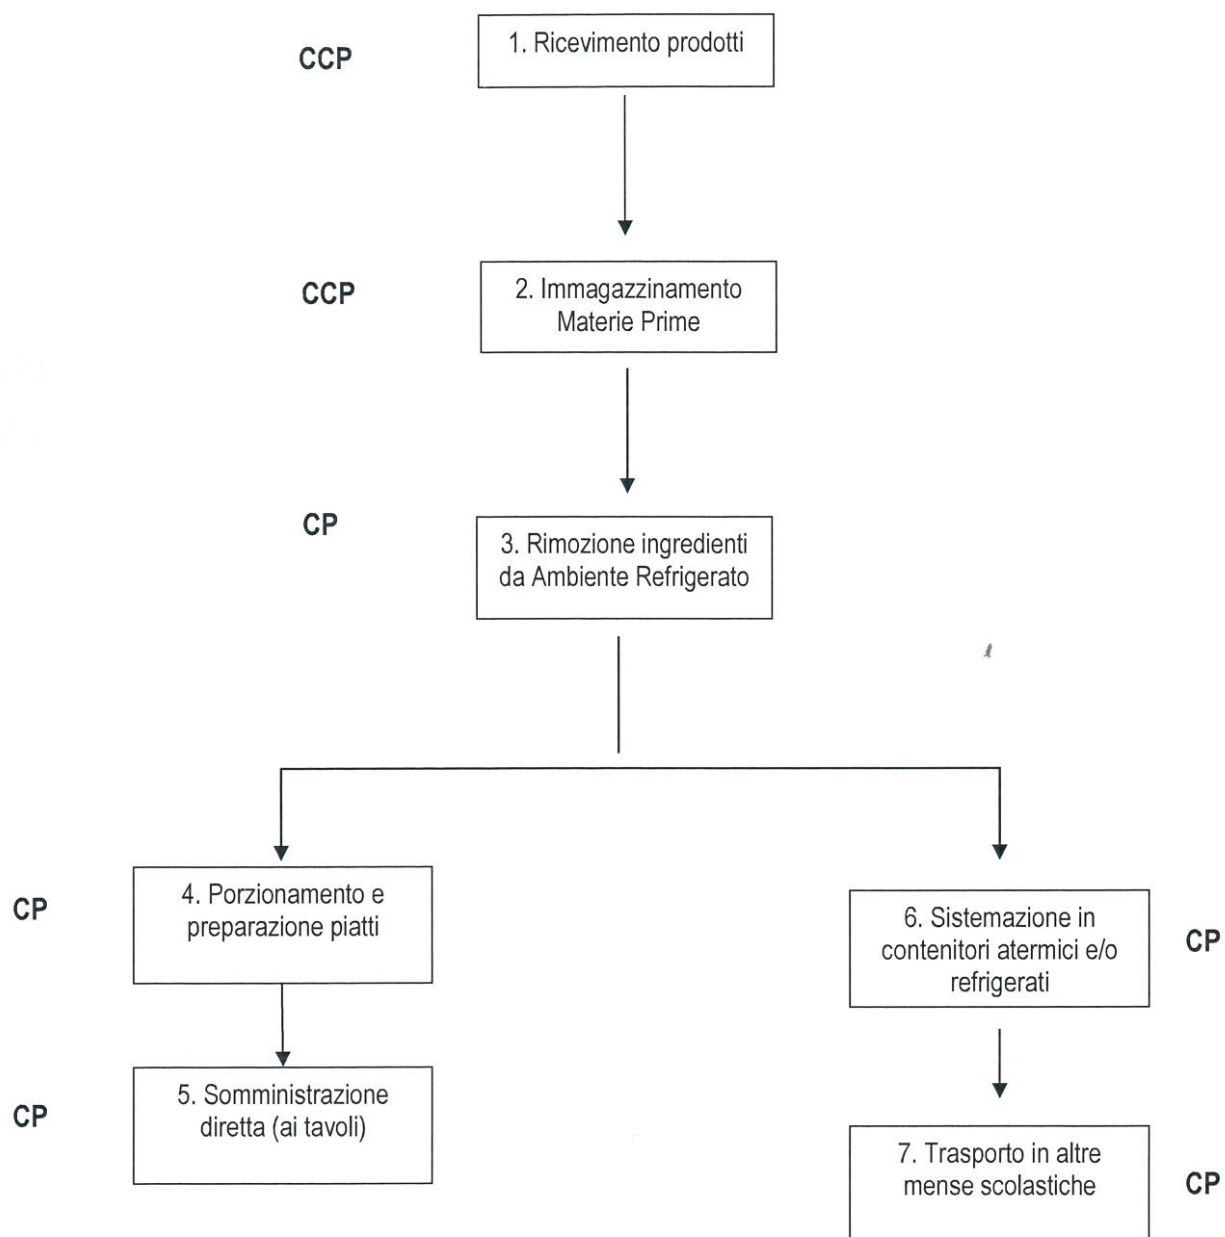 CCP
1. Ricevimento prodotti
CCP
2. Immagazzinamento
Materie Prime
CP
3. Rimozione ingredienti
da Ambiente Refrigerato
CP
4. Porzionamento e
preparazione piatti
CP
5. Somministrazione
diretta (ai tavoli)
6. Sistemazione in
contenitori atermici e/o
refrigerati
CP
7. Trasporto in altre
mense scolastiche
CP